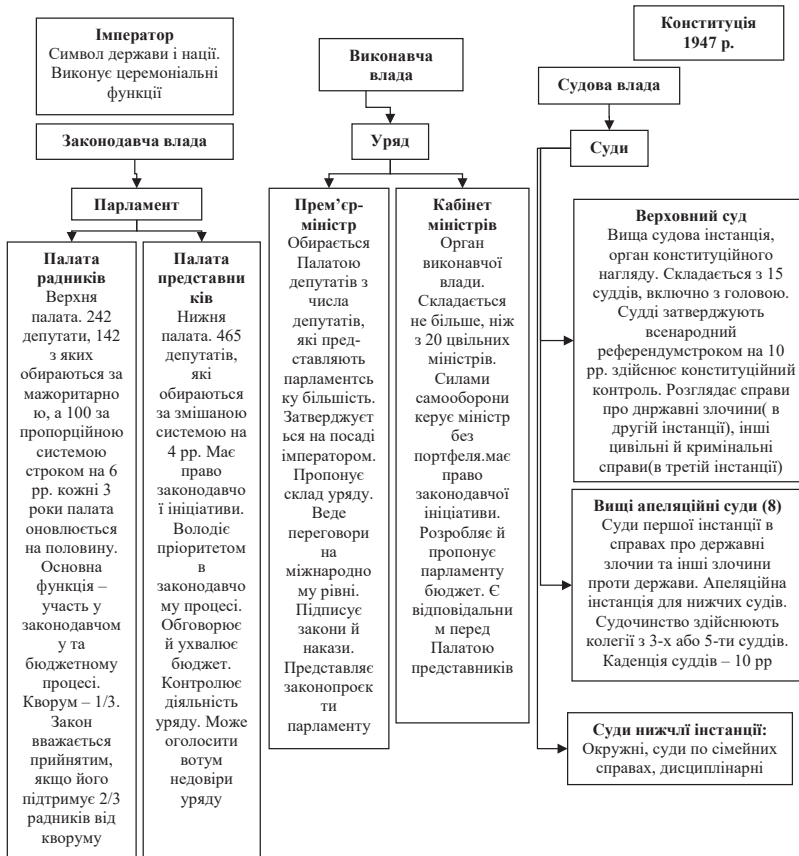 Імператор
Символ держави і нації.
Виконує церемоніальні
функції
Законодавча влада
Парламент
Палата
радників
Верхня
палата. 242
депутати, 142
з яких
обираються за
мажоритарно
ю, а 100 за
пропорційною
системою
строком на 6
рр. кожні 3
роки палата
оновлюється
на половину.
Основна
функція –
участь у
законодавчом
у та
бюджетному
процесі.
Кворум – 1/3.
Закон
вважається
прийнятим,
якщо його
підтримує 2/3
радників від
кворуму
Палата
представни
ків
Нижня
палата. 465
депутатів,
які
обираються
за змішаною
системою на
4 рр. Має
право
законодавчо
ї ініціативи.
Володіє
пріоритетом
в
законодавчо
му процесі.
Обговорює
й ухвалює
бюджет.
Контролює
діяльність
уряду. Може
оголосити
вотум
недовіри
уряду
Виконавча
влада
Уряд
Прем’єр-
міністр
Обирається
Палатою
депутатів з
числа
депутатів,
які пред-
ставляють
парламентсь
ку більшість.
Затверджуєт
ься на посаді
імператором.
Пропонує
склад уряду.
Веде
переговори
на
міжнародно
му рівні.
Підписує
закони й
накази.
Представляє
законопроєк
ти
парламенту
Кабінет
міністрів
Орган
виконавчої
влади.
Складається
не більше, ніж
з 20 цвільних
міністрів.
Силами
самооборони
керує міністр
без
портфеля.має
право
законодавчої
ініціативи.
Розробляє й
пропонує
парламенту
бюджет. Є
відповідальни
м перед
Палатою
представників
Конституція
1947 р.
Судова влада
Суди
Верховний суд
Вища судова інстанція,
орган конституційного
нагляду. Складається з 15
суддів, включно з головою.
Судді затверджують
всенародний
референдумстроком на 10
рр. здійснює конституційний
контроль. Розглядає справи
про днржавні злочини( в
другій інстанції), інші
цивільні й кримінальні
справи(в третій інстанції)
Вищі апеляційні суди (8)
Суди першої інстанції в
справах про державні
злочии та інші злочини
проти держави. Апеляційна
інстанція для нижчих судів.
Судочинство здійснюють
колегії з 3-х або 5-ти суддів.
Каденція суддів – 10 рр
Суди нижчлї інстанції:
Окружні, суди по сімейних
справах, дисциплінарні